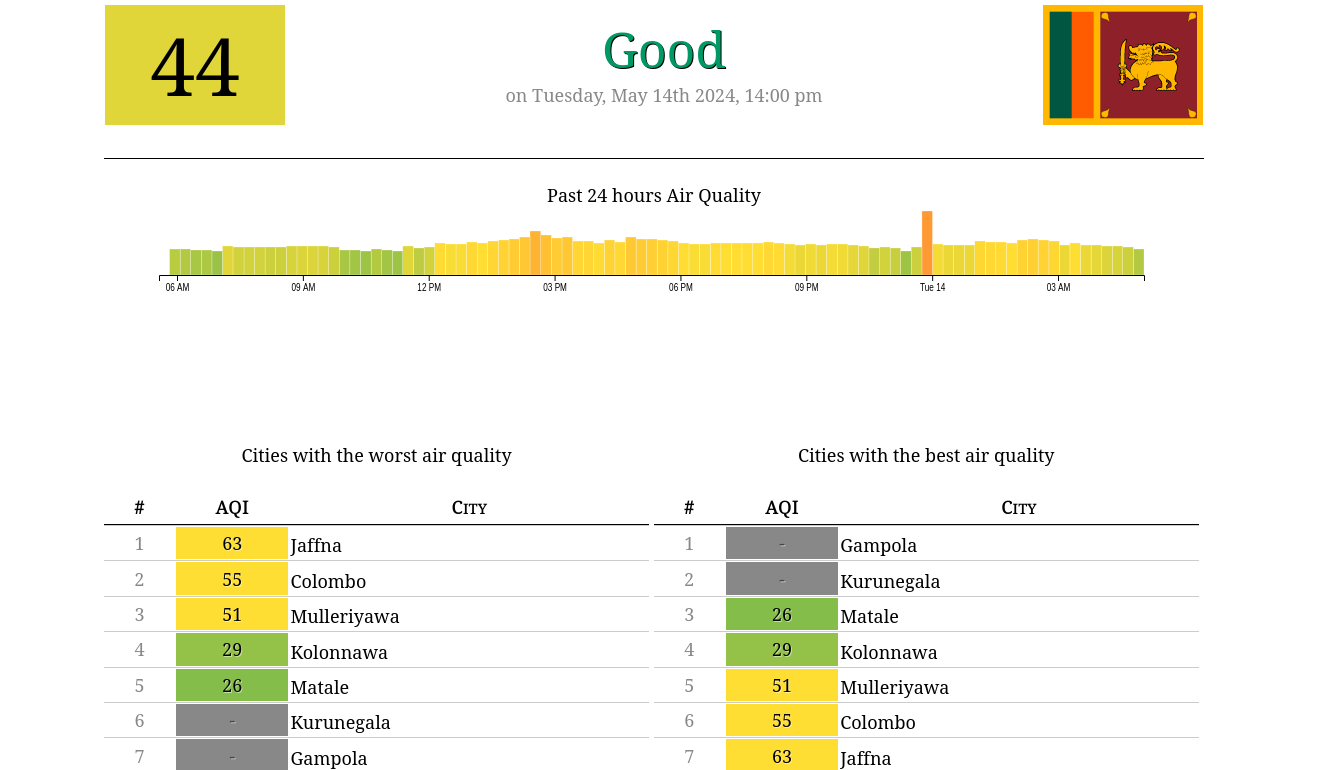 44
Good
on Tuesday, May 14th 2024, 14:00 pm
Past 24 hours Air Quality
06 AM 09 AM 12 PM 03 PM 06 PM 09 PM Tue 14 03 AM
Cities with the worst air quality
# AQI City
1 63 Jaffna
2 55 Colombo
3 51 Mulleriyawa
4 29 Kolonnawa
5 26 Matale
6 - Kurunegala
7 - Gampola
Cities with the best air quality
# AQI City
1 - Gampola
2 - Kurunegala
3 26 Matale
4 29 Kolonnawa
5 51 Mulleriyawa
6 55 Colombo
7 63 Jaffna